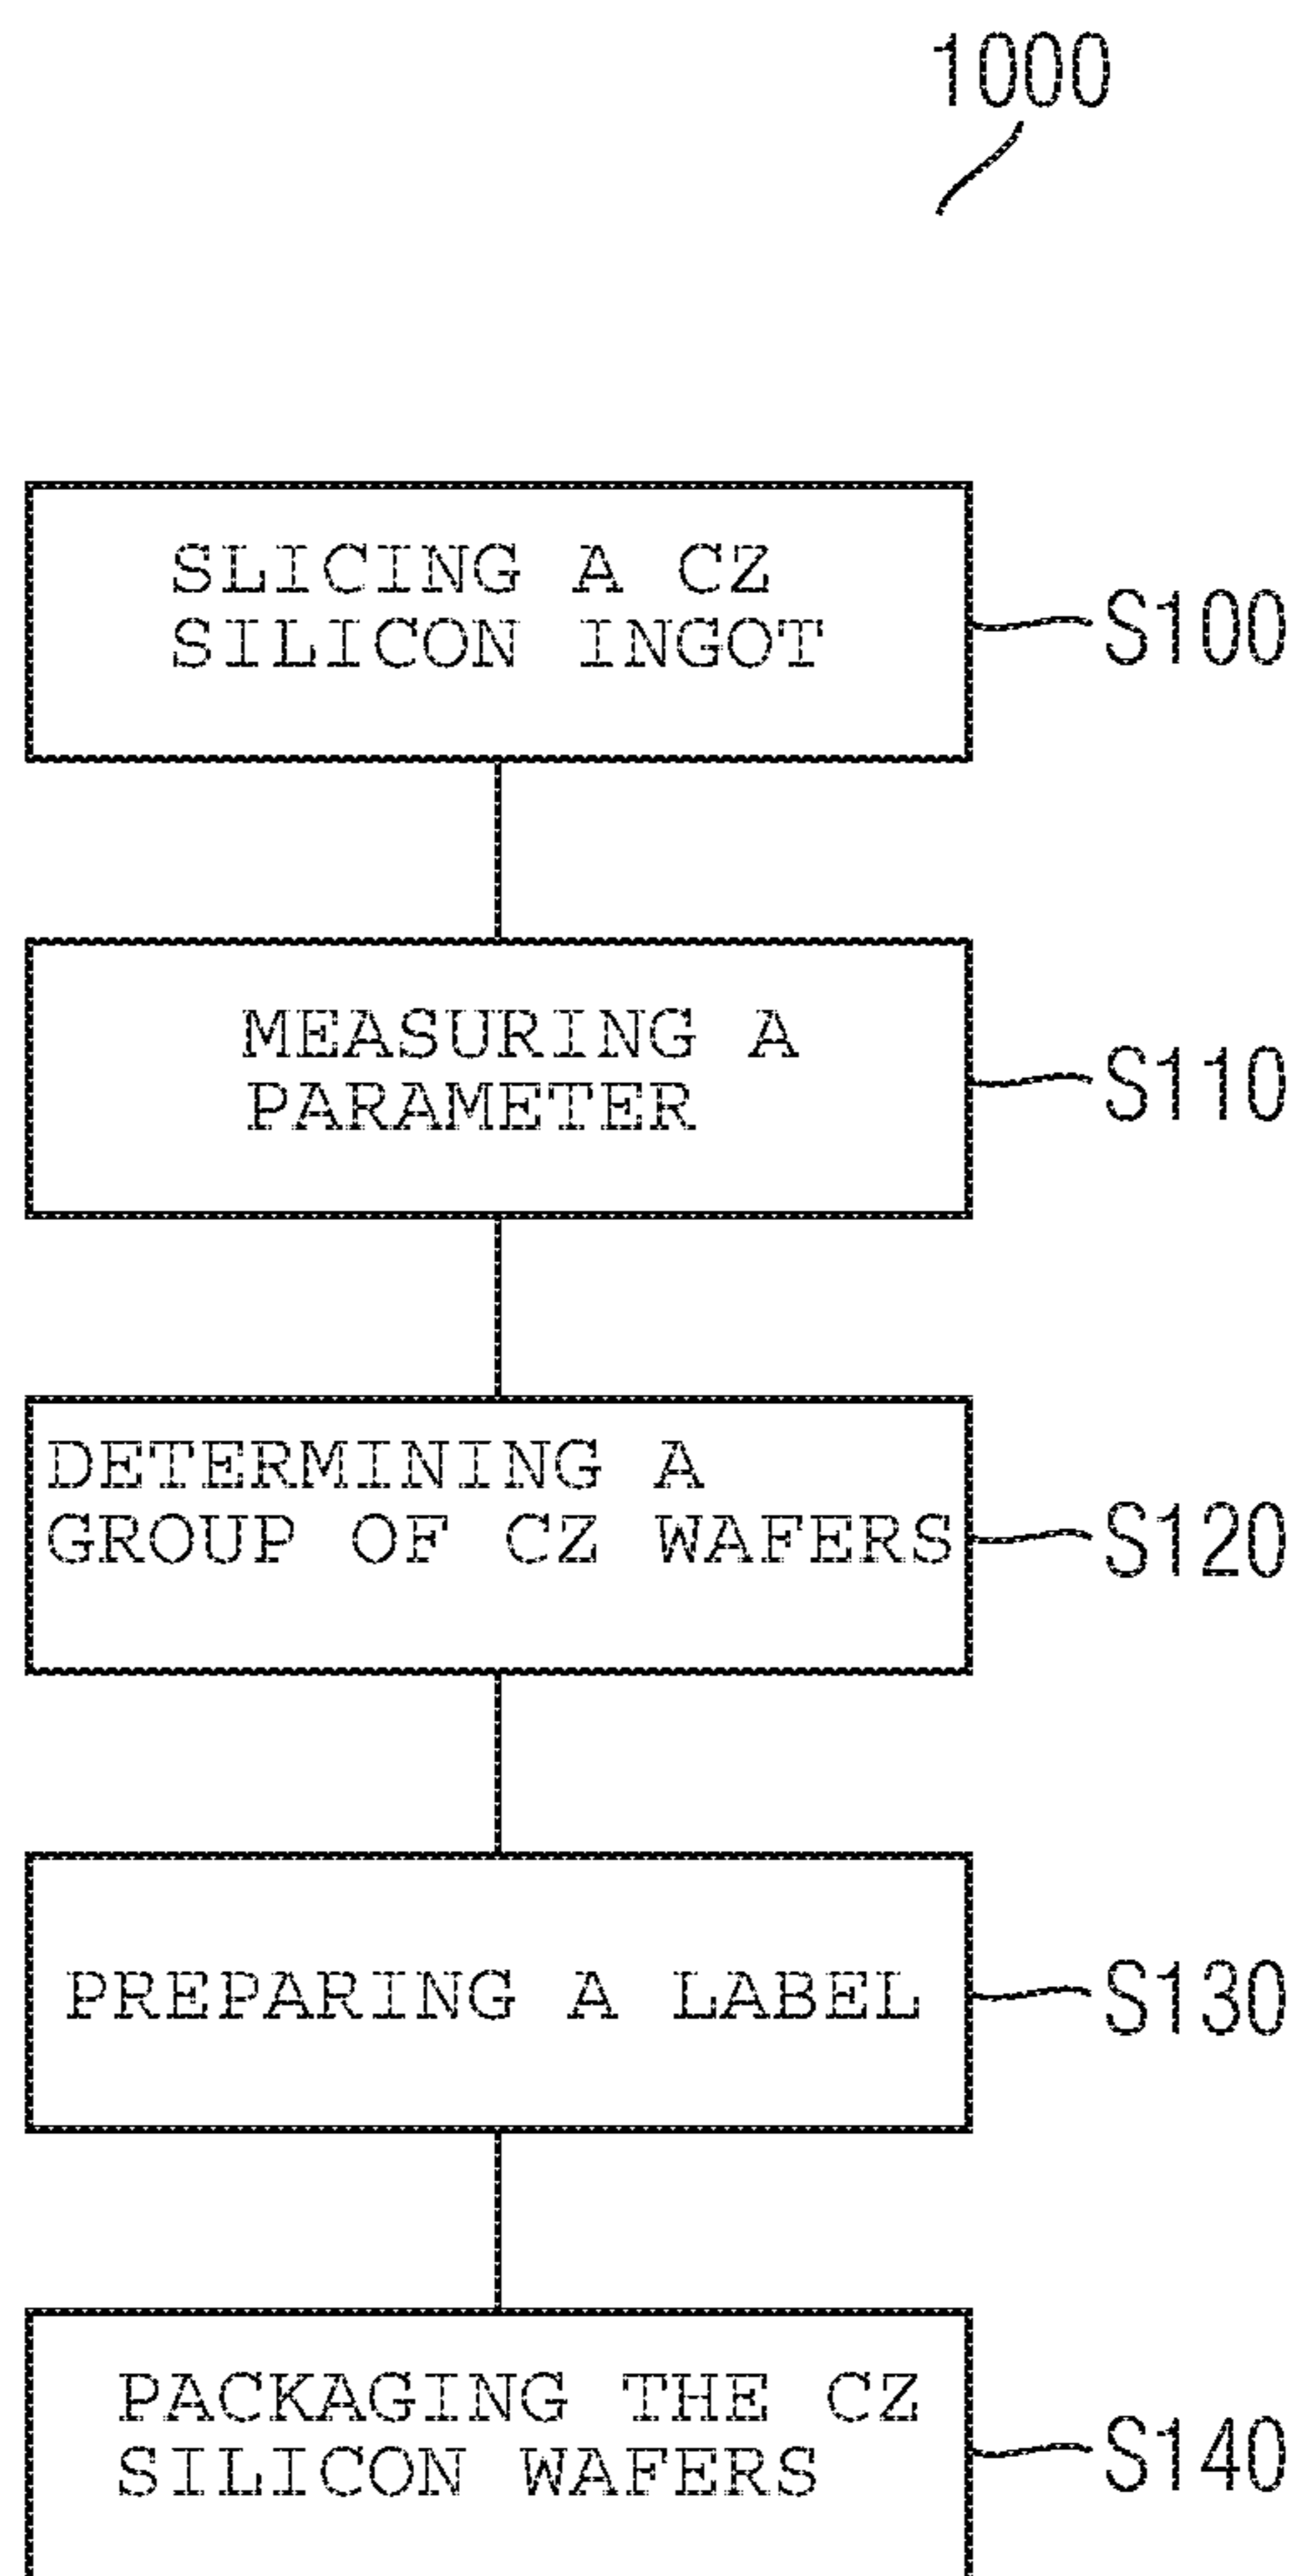 1000
SLICING A CZ
SILICON INGOT
S100
MEASURING A
PARAMETER
S110
DETERMINING A
GROUP OF CZ WAFERS
S120
PREPARING A LABEL
S130
PACKAGING THE CZ
SILICON WAFERS
S140